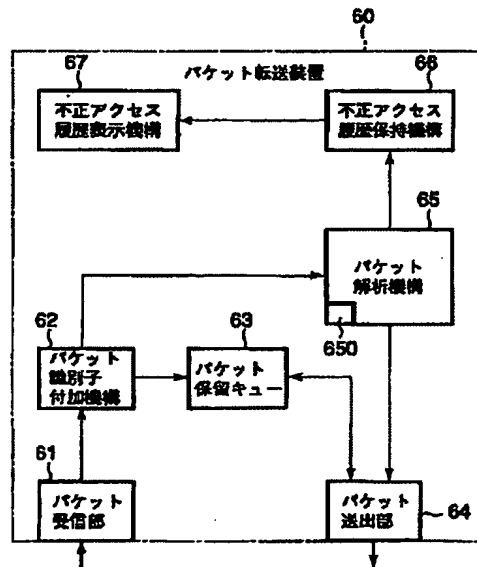 60
67
パケット転送装置
66
不正アクセス
履歴表示機構
不正アクセス
履歴保持機構
65
パケット
解析機構
650
62
63
パケット
識別子
付加機構
パケット
保留キュー
61
パケット
受信部
パケット
送出部
64